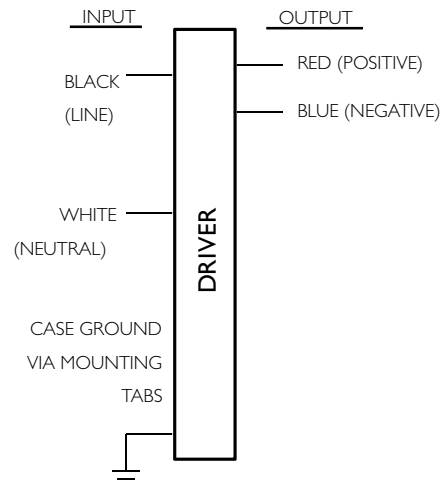 INPUT
OUTPUT
BLACK
(LINE)
WHITE
(NEUTRAL)
CASE GROUND
VIA MOUNTING
TABS
DRIVER
RED (POSITIVE)
BLUE (NEGATIVE)